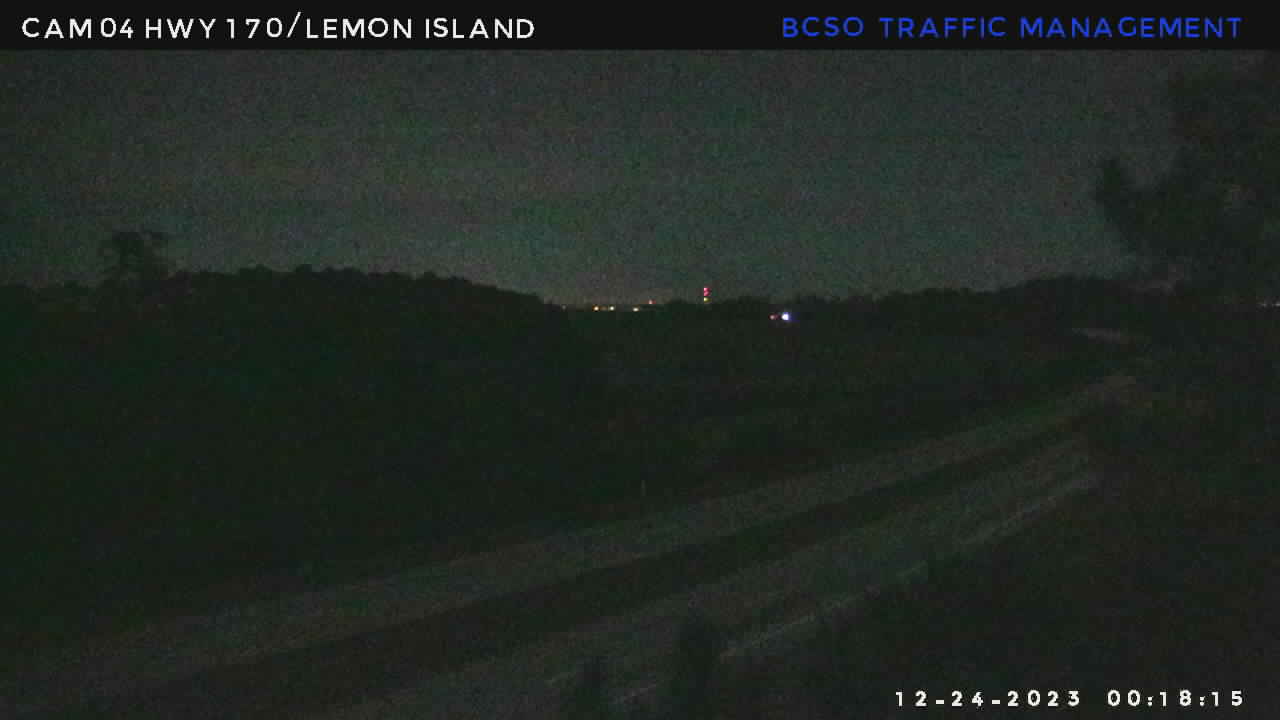 CAM04 HWY 170/LEMON ISLAND
BCSO TRAFFIC MANAGEMENT
12-24-2023 00:18:15